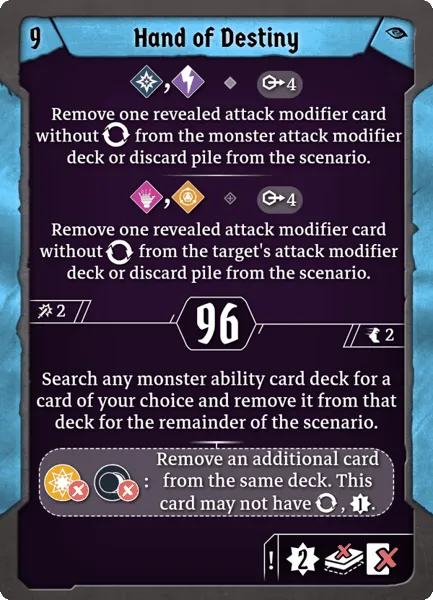 9 Hand of Destiny
, 4
Remove one revealed attack modifier card
without from the monster attack modifier
deck or discard pile from the scenario.
, 4
Remove one revealed attack modifier card
without from the target's attack modifier
deck or discard pile from the scenario.
2
96
2
Search any monster ability card deck for a
card of your choice and remove it from that
deck for the remainder of the scenario.
Remove an additional card
: from the same deck. This
card may not have , 1.
! 2